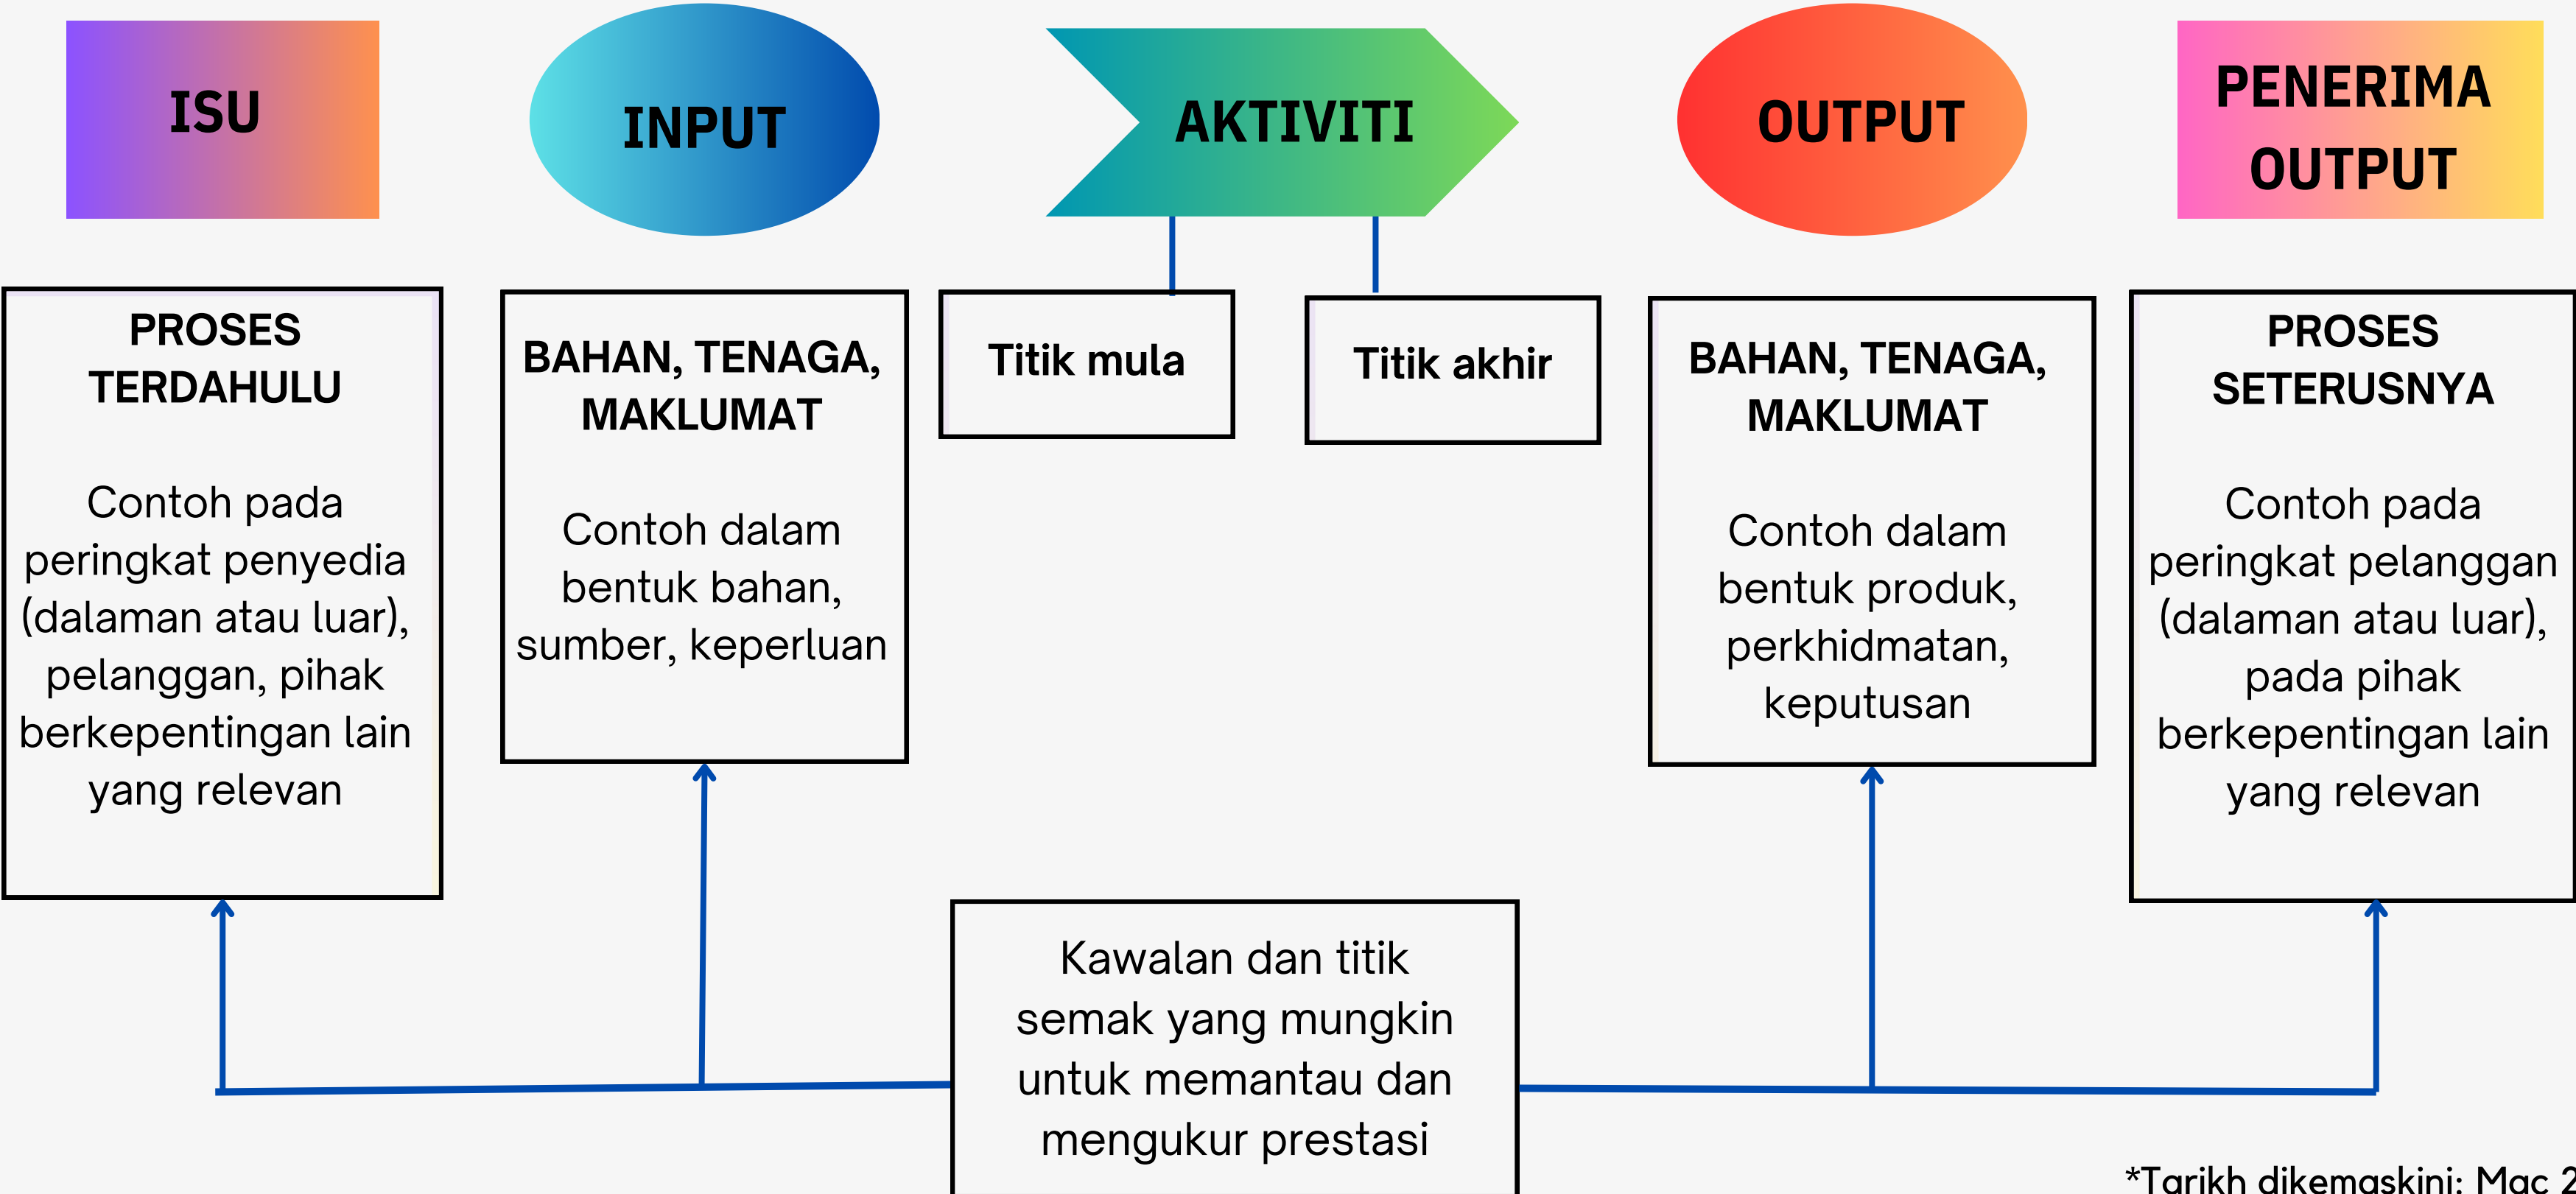 ISU
INPUT
AKTIVITI
OUTPUT
PENERIMA
OUTPUT
PROSES
TERDAHULU
Contoh pada
peringkat penyedia
(dalaman atau luar),
pelanggan, pihak
berkepentingan lain
yang relevan
BAHAN, TENAGA,
MAKLUMAT
Contoh dalam
bentuk bahan,
sumber, keperluan
Titik mula
Titik akhir
BAHAN, TENAGA,
MAKLUMAT
Contoh dalam
bentuk produk,
perkhidmatan,
keputusan
PROSES
SETERUSNYA
Contoh pada
peringkat pelanggan
(dalaman atau luar),
pada pihak
berkepentingan lain
yang relevan
Kawalan dan titik
semak yang mungkin
untuk memantau dan
mengukur prestasi
*Tarikh dikemaskini: Mac